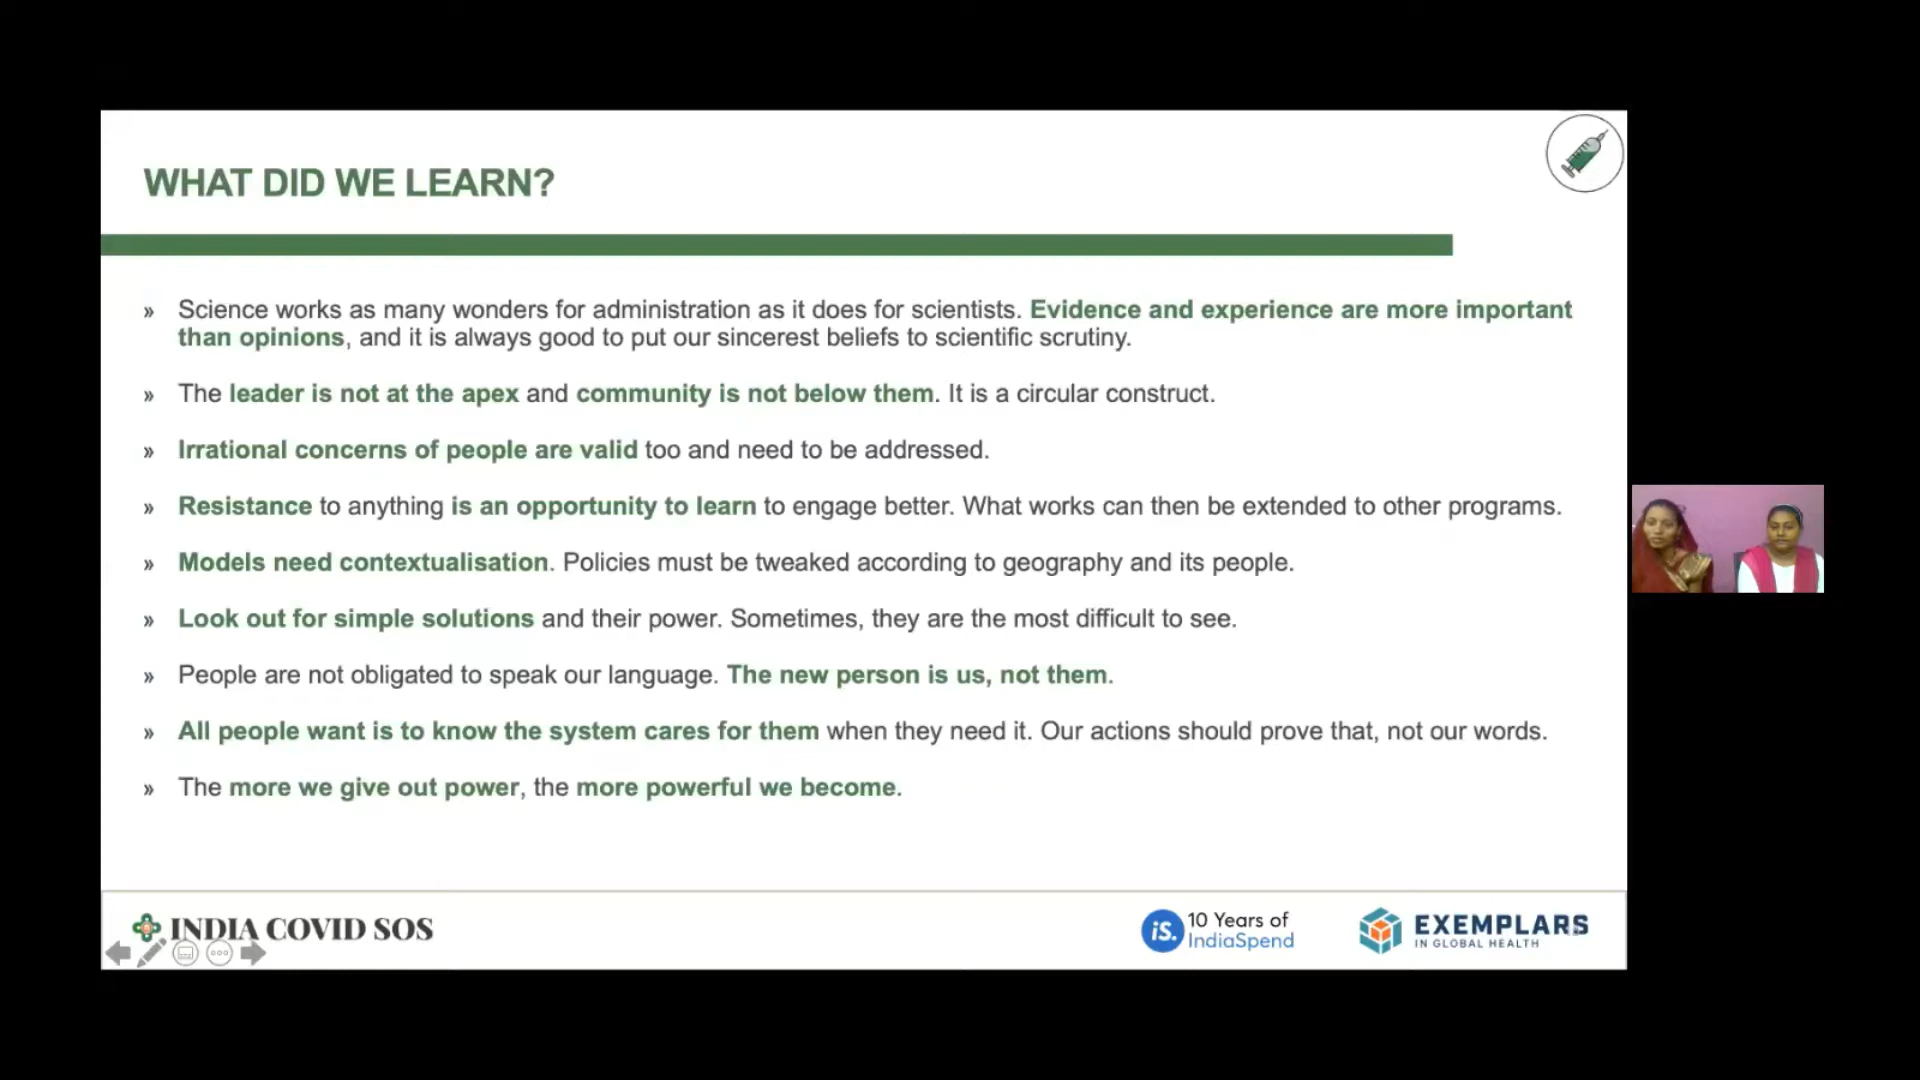 WHAT DID WE LEARN?
» Science works as many wonders for administration as it does for scientists. Evidence and experience are more important
than opinions, and it is always good to put our sincerest beliefs to scientific scrutiny.
» The leader is not at the apex and community is not below them. It is a circular construct.
» Irrational concerns of people are valid too and need to be addressed.
» Resistance to anything is an opportunity to learn to engage better. What works can then be extended to other programs.
» Models need contextualisation. Policies must be tweaked according to geography and its people.
» Look out for simple solutions and their power. Sometimes, they are the most difficult to see.
» People are not obligated to speak our language. The new person is us, not them.
» All people want is to know the system cares for them when they need it. Our actions should prove that, not our words.
» The more we give out power, the more powerful we become.
INDIA COVID SOS
iS. 10 Years of
IndiaSpend
EXEMPLARS
IN GLOBAL HEALTH